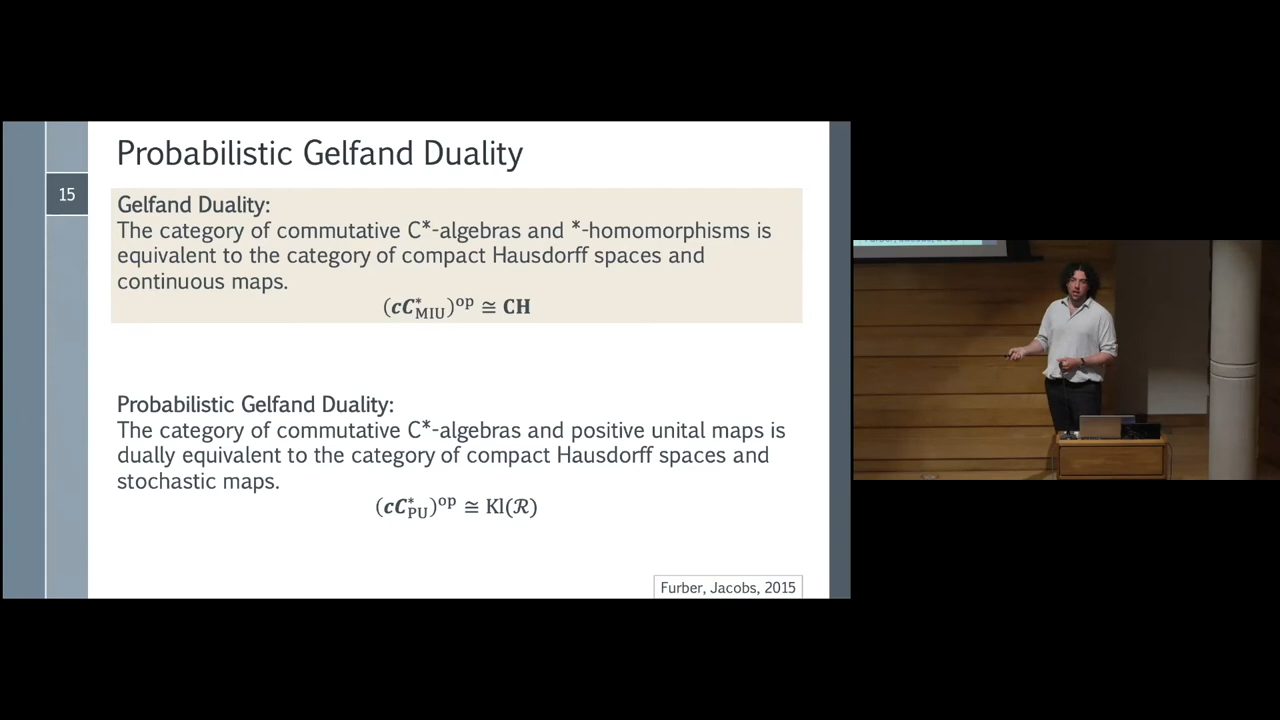 Probabilistic Gelfand Duality
15
Gelfand Duality:
The category of commutative C*-algebras and *-homomorphisms is
equivalent to the category of compact Hausdorff spaces and
continuous maps.
(cC*MIU)op ≅ CH
Probabilistic Gelfand Duality:
The category of commutative C*-algebras and positive unital maps is
dually equivalent to the category of compact Hausdorff spaces and
stochastic maps.
(cC*PU)op ≅ Kl(ℛ)
Furber, Jacobs, 2015